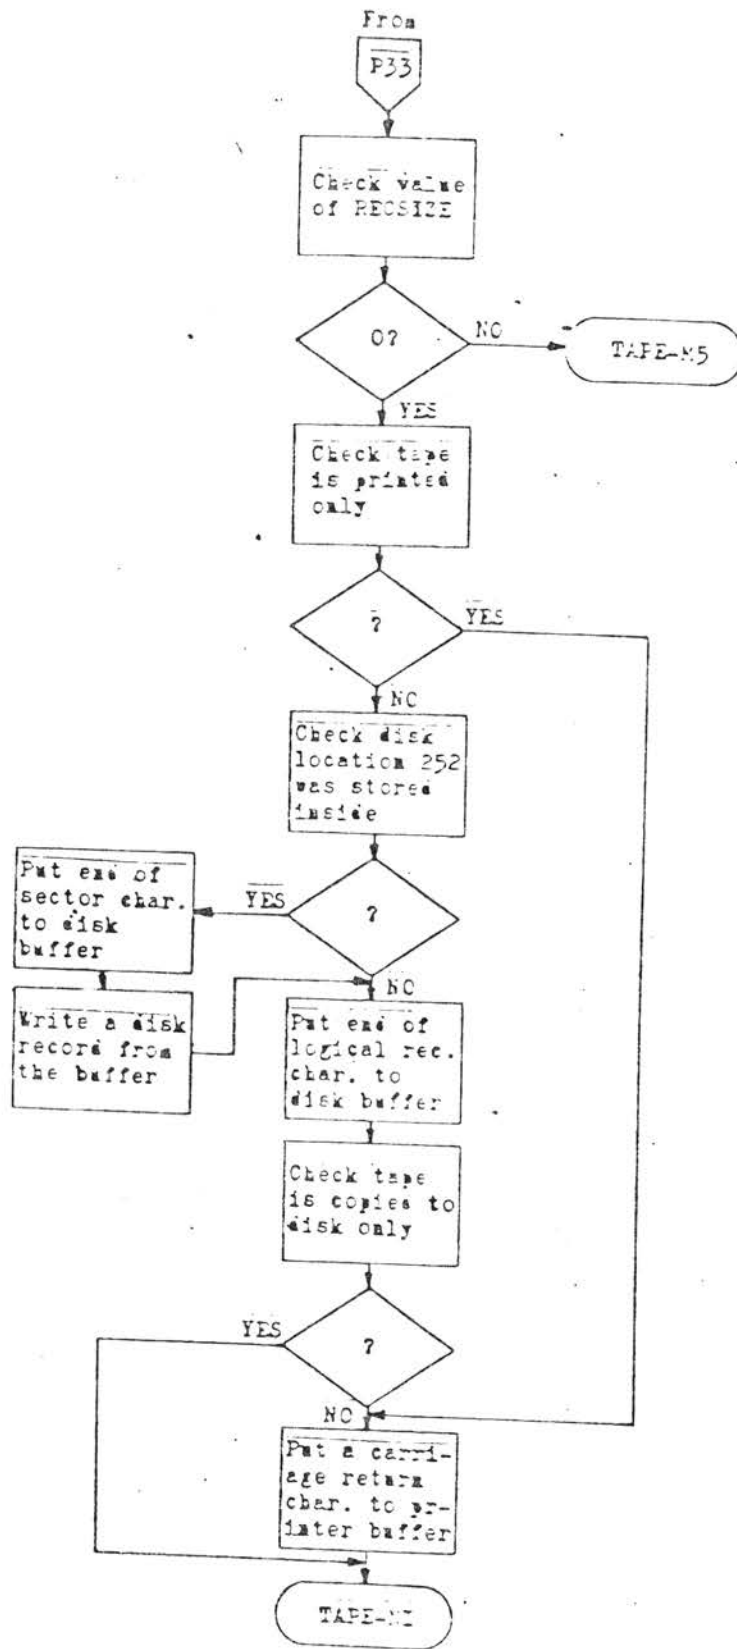 From
P33
Check value
of RECSIZE
0?
NO
TAPE-M5
YES
Check tape
is printed
only
?
YES
NO
Check disk
location 252
was stored
inside
Put end of
sector char.
to disk
buffer
YES
?
NO
Write a disk
record from
the buffer
Put end of
logical rec.
char. to
disk buffer
Check tape
is copies to
disk only
YES
?
NO
Put a carri-
age return
char. to pr-
inter buffer